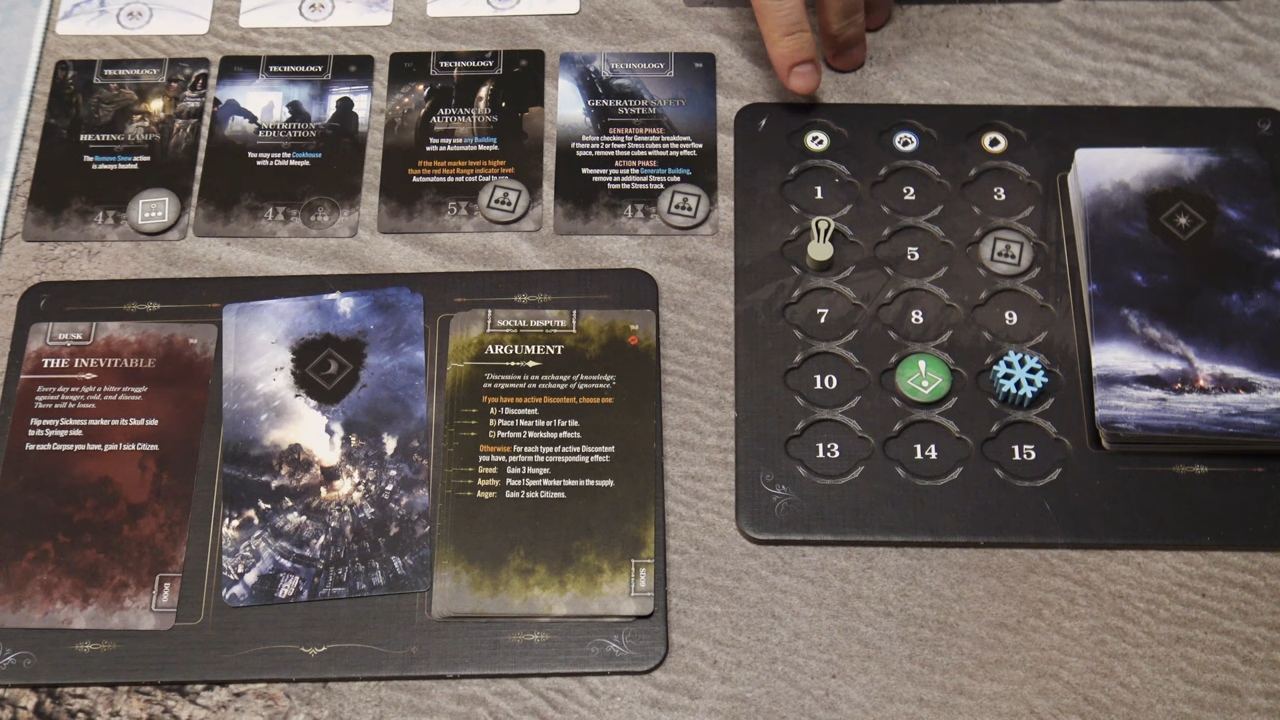 TECHNOLOGY
HEATING LAMPS
The Remove Snow action
is always heated.
4
TECHNOLOGY
NUTRITION
EDUCATION
You may use the Cookhouse
with a Child Meeple.
4
TECHNOLOGY
ADVANCED
AUTOMATONS
You may use any Building
with an Automaton Meeple.
If the Heat marker level is higher
than the red Heat Range indicator level:
Automatons do not cost Coal to
5
TECHNOLOGY
GENERATOR SAFETY
SYSTEM
GENERATOR PHASE:
Before checking for Generator breakdown,
if there are 2 or fewer Stress cubes on the overflow
space, remove those cubes without any effect.
ACTION PHASE:
Whenever you use the Generator Building,
remove an additional Stress cube
from the Stress track.
4
DUSK
THE INEVITABLE
Every day we fight a bitter struggle
against hunger, cold, and disease.
There will be losses.
Flip every Sickness marker on its Skull side
to its Syringe side.
For each Corpse you have, gain 1 sick Citizen.
D000
SOCIAL DISPUTE
ARGUMENT
"Discussion is an exchange of knowledge;
an argument an exchange of ignorance."
If you have no active Discontent, choose one:
A) -1 Discontent.
B) Place 1 Near tile or 1 Far tile.
C) Perform 2 Workshop effects.
Otherwise: For each type of active Discontent
you have, perform the corresponding effect:
Greed: Gain 3 Hunger.
Apathy: Place 1 Spent Worker token in the supply.
Anger: Gain 2 sick Citizens.
SD09
1 2 3
5
7 8 9
10
13 14 15